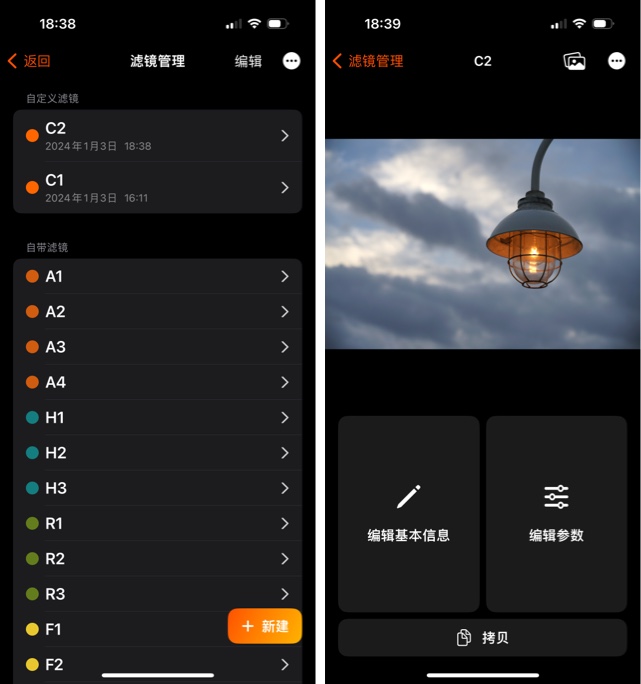 18:38
返回
滤镜管理
编辑
自定义滤镜
C2
2024年1月3日 18:38
C1
2024年1月3日 16:11
自带滤镜
A1
A2
A3
A4
H1
H2
H3
R1
R2
R3
F1
F2
+ 新建
18:39
滤镜管理
C2
编辑基本信息
编辑参数
拷贝